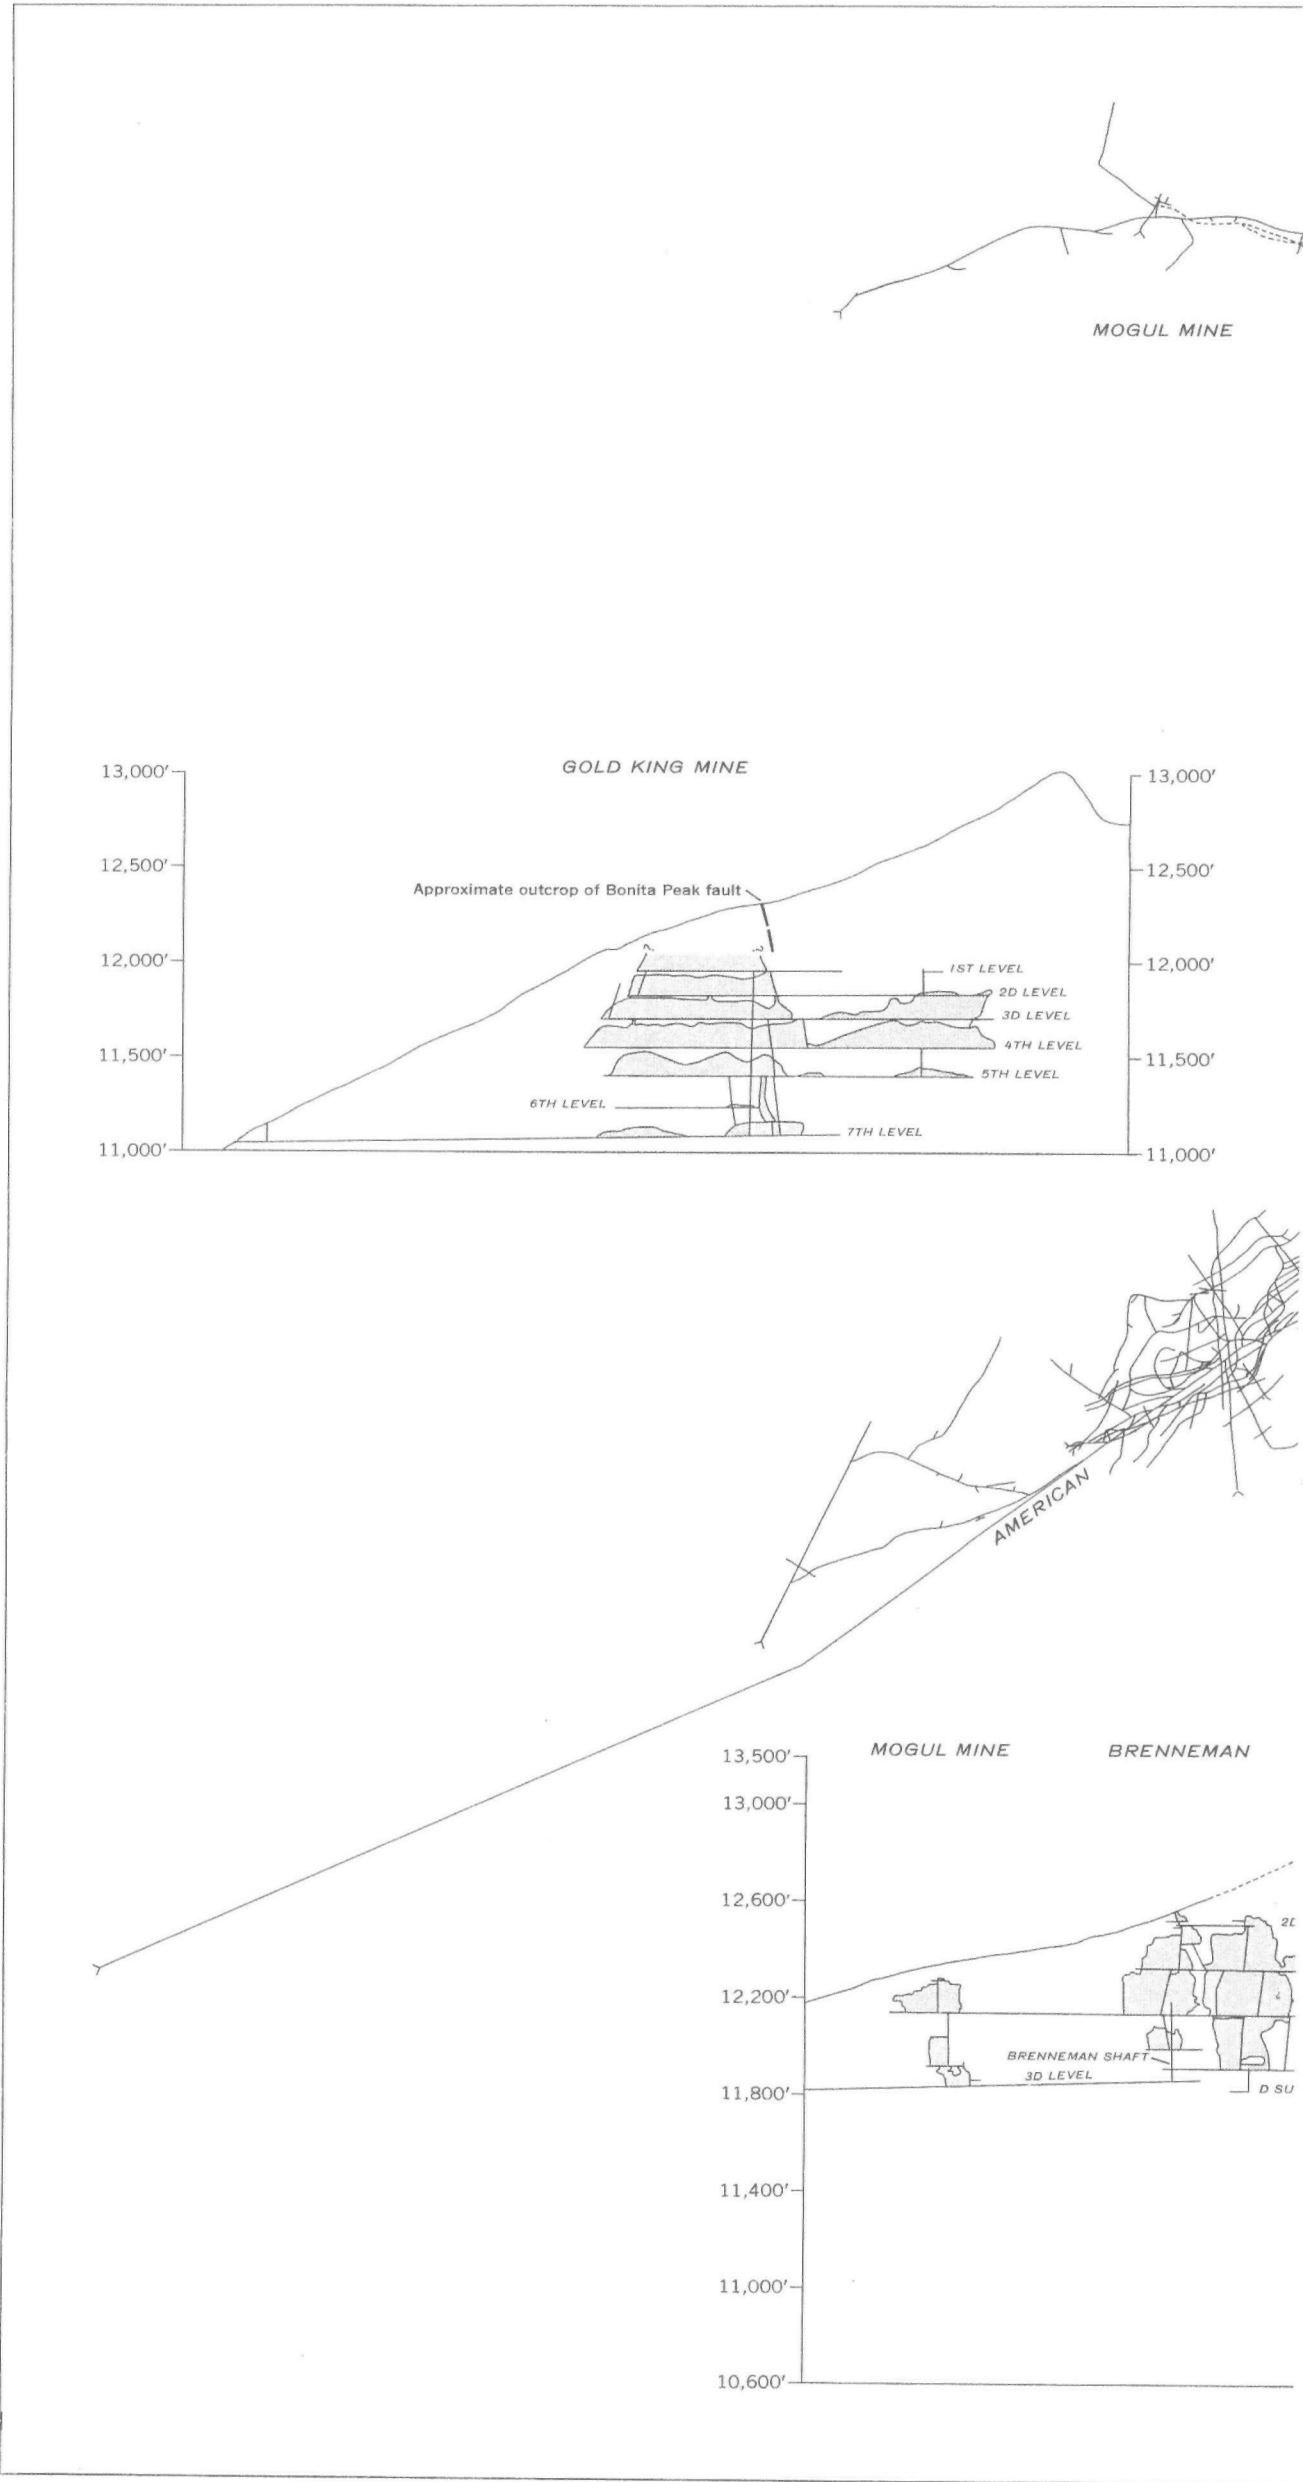 MOGUL MINE
GOLD KING MINE
13,000'
13,000'
12,500'
12,500'
Approximate outcrop of Bonita Peak fault
12,000'
12,000'
1ST LEVEL
2D LEVEL
3D LEVEL
4TH LEVEL
11,500'
11,500'
5TH LEVEL
6TH LEVEL
7TH LEVEL
11,000'
11,000'
AMERICAN
MOGUL MINE BRENNEMAN
13,500'
13,000'
12,600'
2D
12,200'
BRENNEMAN SHAFT
3D LEVEL
11,800'
D SU
11,400'
11,000'
10,600'